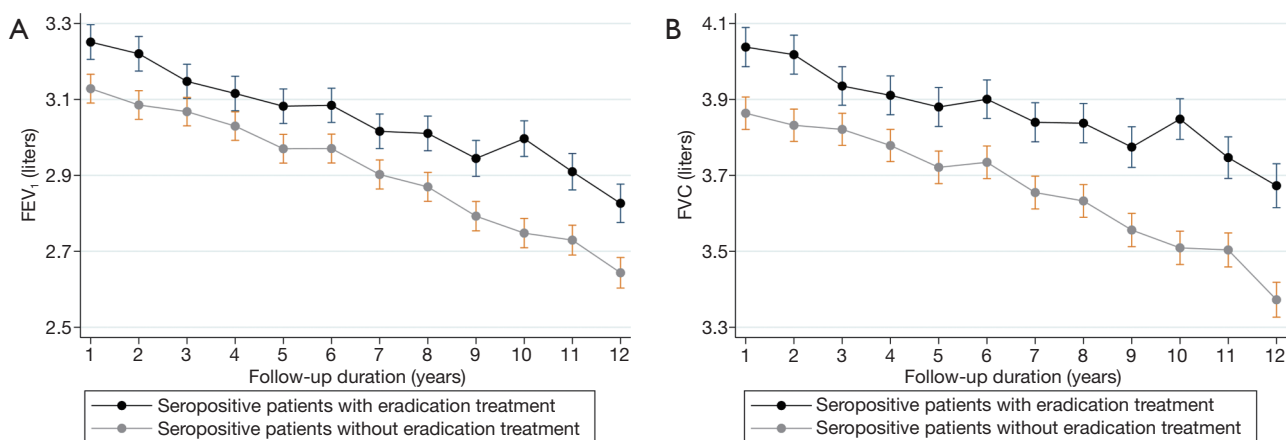 A
3.3
3.1
2.9
2.7
2.5
FEV₁ (liters)
1 2 3 4 5 6 7 8 9 10 11 12
Follow-up duration (years)
Seropositive patients with eradication treatment
Seropositive patients without eradication treatment
B
4.1
3.9
3.7
3.5
3.3
FVC (liters)
1 2 3 4 5 6 7 8 9 10 11 12
Follow-up duration (years)
Seropositive patients with eradication treatment
Seropositive patients without eradication treatment